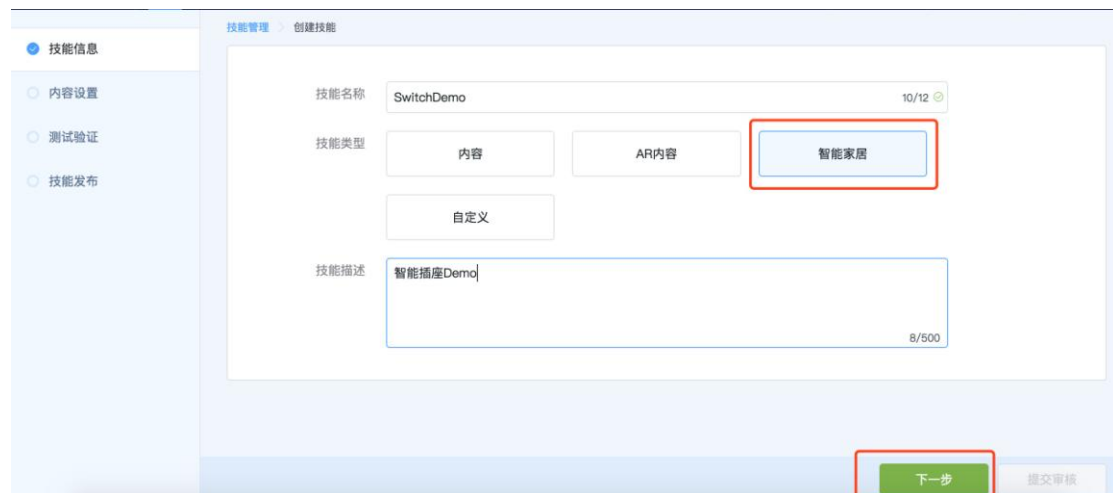 技能管理 > 创建技能
技能信息
内容设置
测试验证
技能发布
技能名称
SwitchDemo
10/12
技能类型
内容
AR内容
智能家居
自定义
技能描述
智能插座Demo
8/500
下一步
提交审核